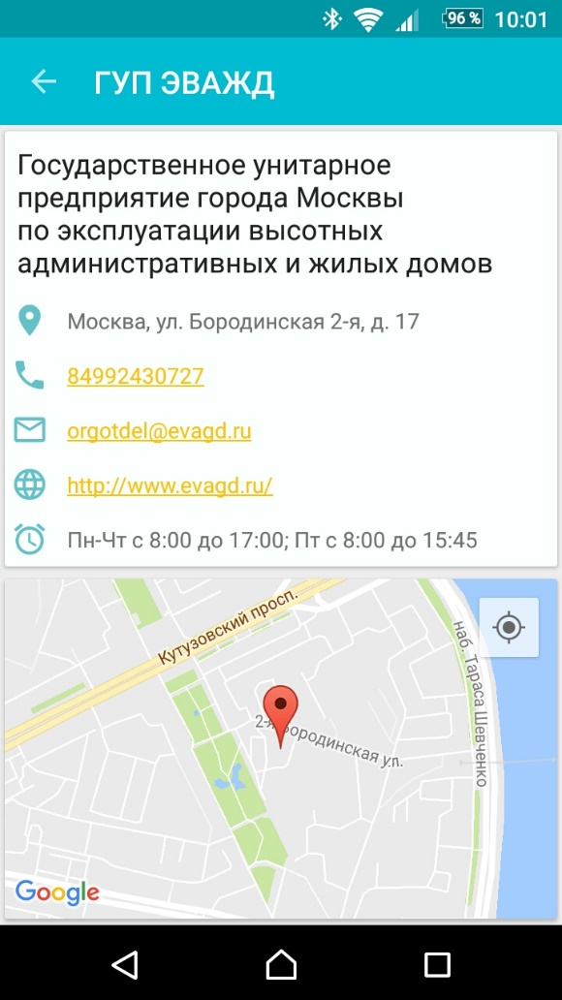 96 % 10:01
ГУП ЭВАЖД
Государственное унитарное
предприятие города Москвы
по эксплуатации высотных
административных и жилых домов
Москва, ул. Бородинская 2-я, д. 17
84992430727
orgotdel@evagd.ru
http://www.evagd.ru/
Пн-Чт с 8:00 до 17:00; Пт с 8:00 до 15:45
Кутузовский просп.
наб. Тараса Шевченко
2-я Бородинская ул.
Google